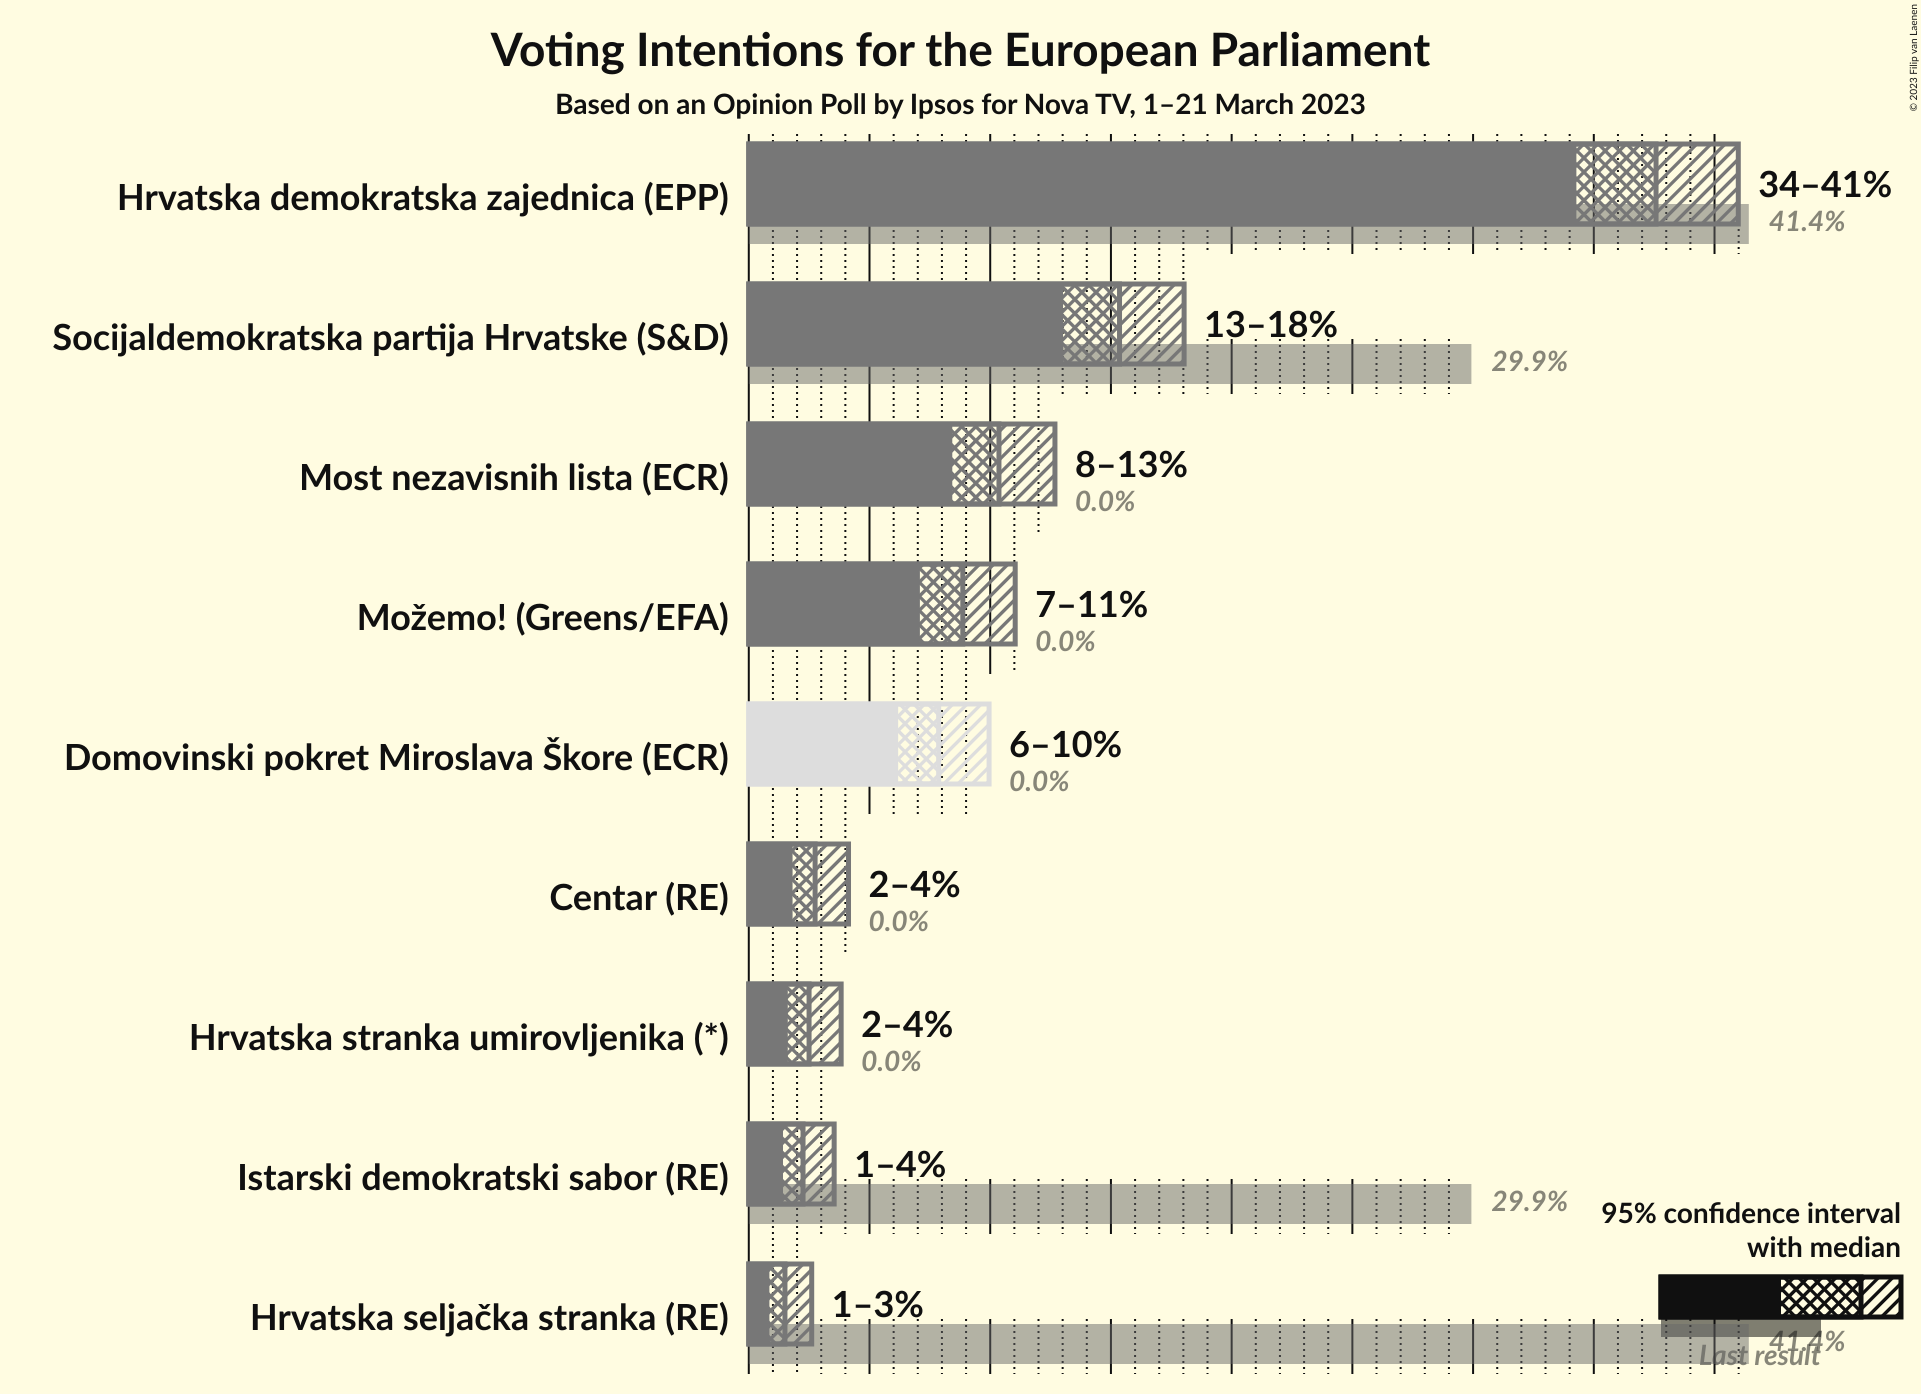 Voting Intentions for the European Parliament
Based on an Opinion Poll by Ipsos for Nova TV, 1–21 March 2023
© 2023 Filip van Laenen
Hrvatska demokratska zajednica (EPP)
34–41%
41.4%
Socijaldemokratska partija Hrvatske (S&D)
13–18%
29.9%
Most nezavisnih lista (ECR)
8–13%
0.0%
Možemo! (Greens/EFA)
7–11%
0.0%
Domovinski pokret Miroslava Škore (ECR)
6–10%
0.0%
Centar (RE)
2–4%
0.0%
Hrvatska stranka umirovljenika (*)
2–4%
0.0%
Istarski demokratski sabor (RE)
1–4%
29.9%
Hrvatska seljačka stranka (RE)
1–3%
41.4%
95% confidence interval
with median
Last result